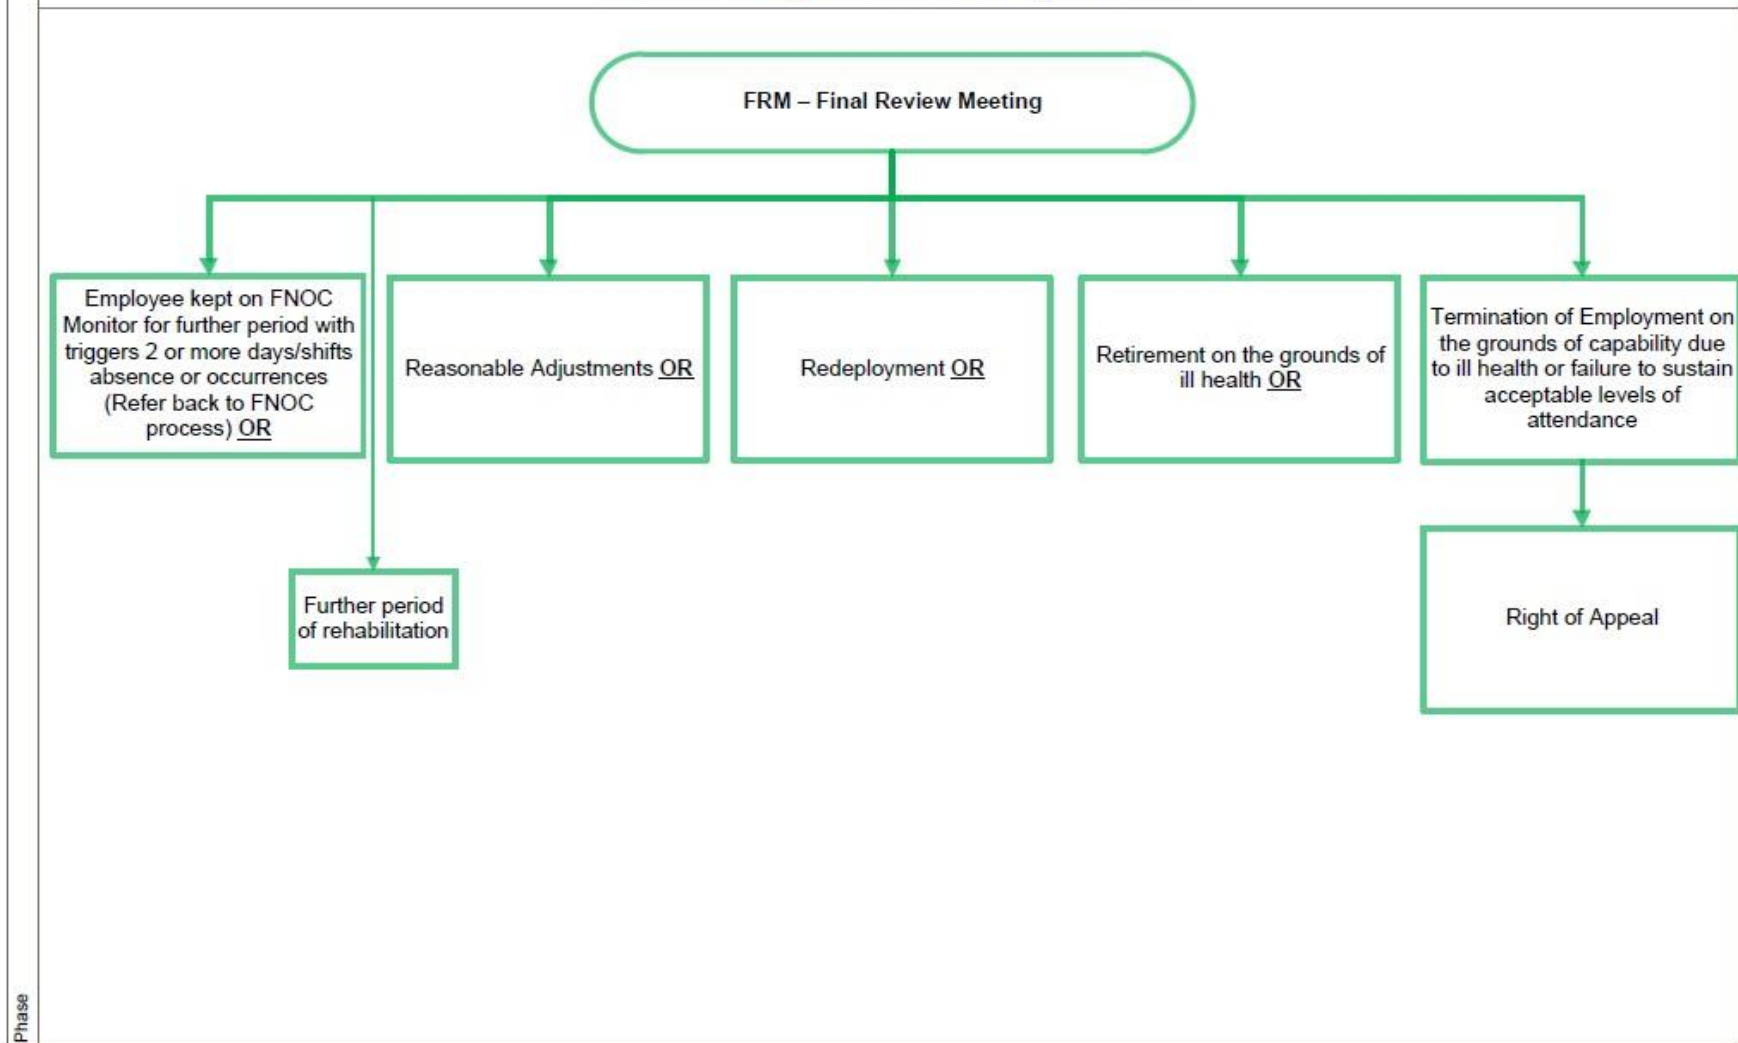 FRM – Final Review Meeting
Employee kept on FNOC
Monitor for further period with
triggers 2 or more days/shifts
absence or occurrences
(Refer back to FNOC
process) OR
Reasonable Adjustments OR
Redeployment OR
Retirement on the grounds of
ill health OR
Termination of Employment on
the grounds of capability due
to ill health or failure to sustain
acceptable levels of
attendance
Further period
of rehabilitation
Right of Appeal
Phase